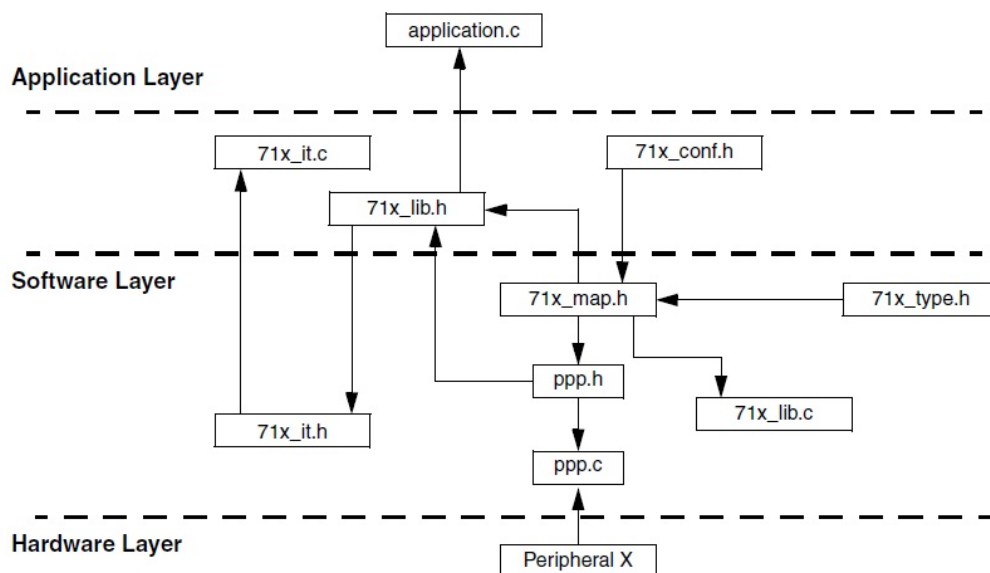 application.c
Application Layer
71x_it.c
71x_conf.h
71x_lib.h
Software Layer
71x_map.h
71x_type.h
ppp.h
71x_lib.c
71x_it.h
ppp.c
Hardware Layer
Peripheral X